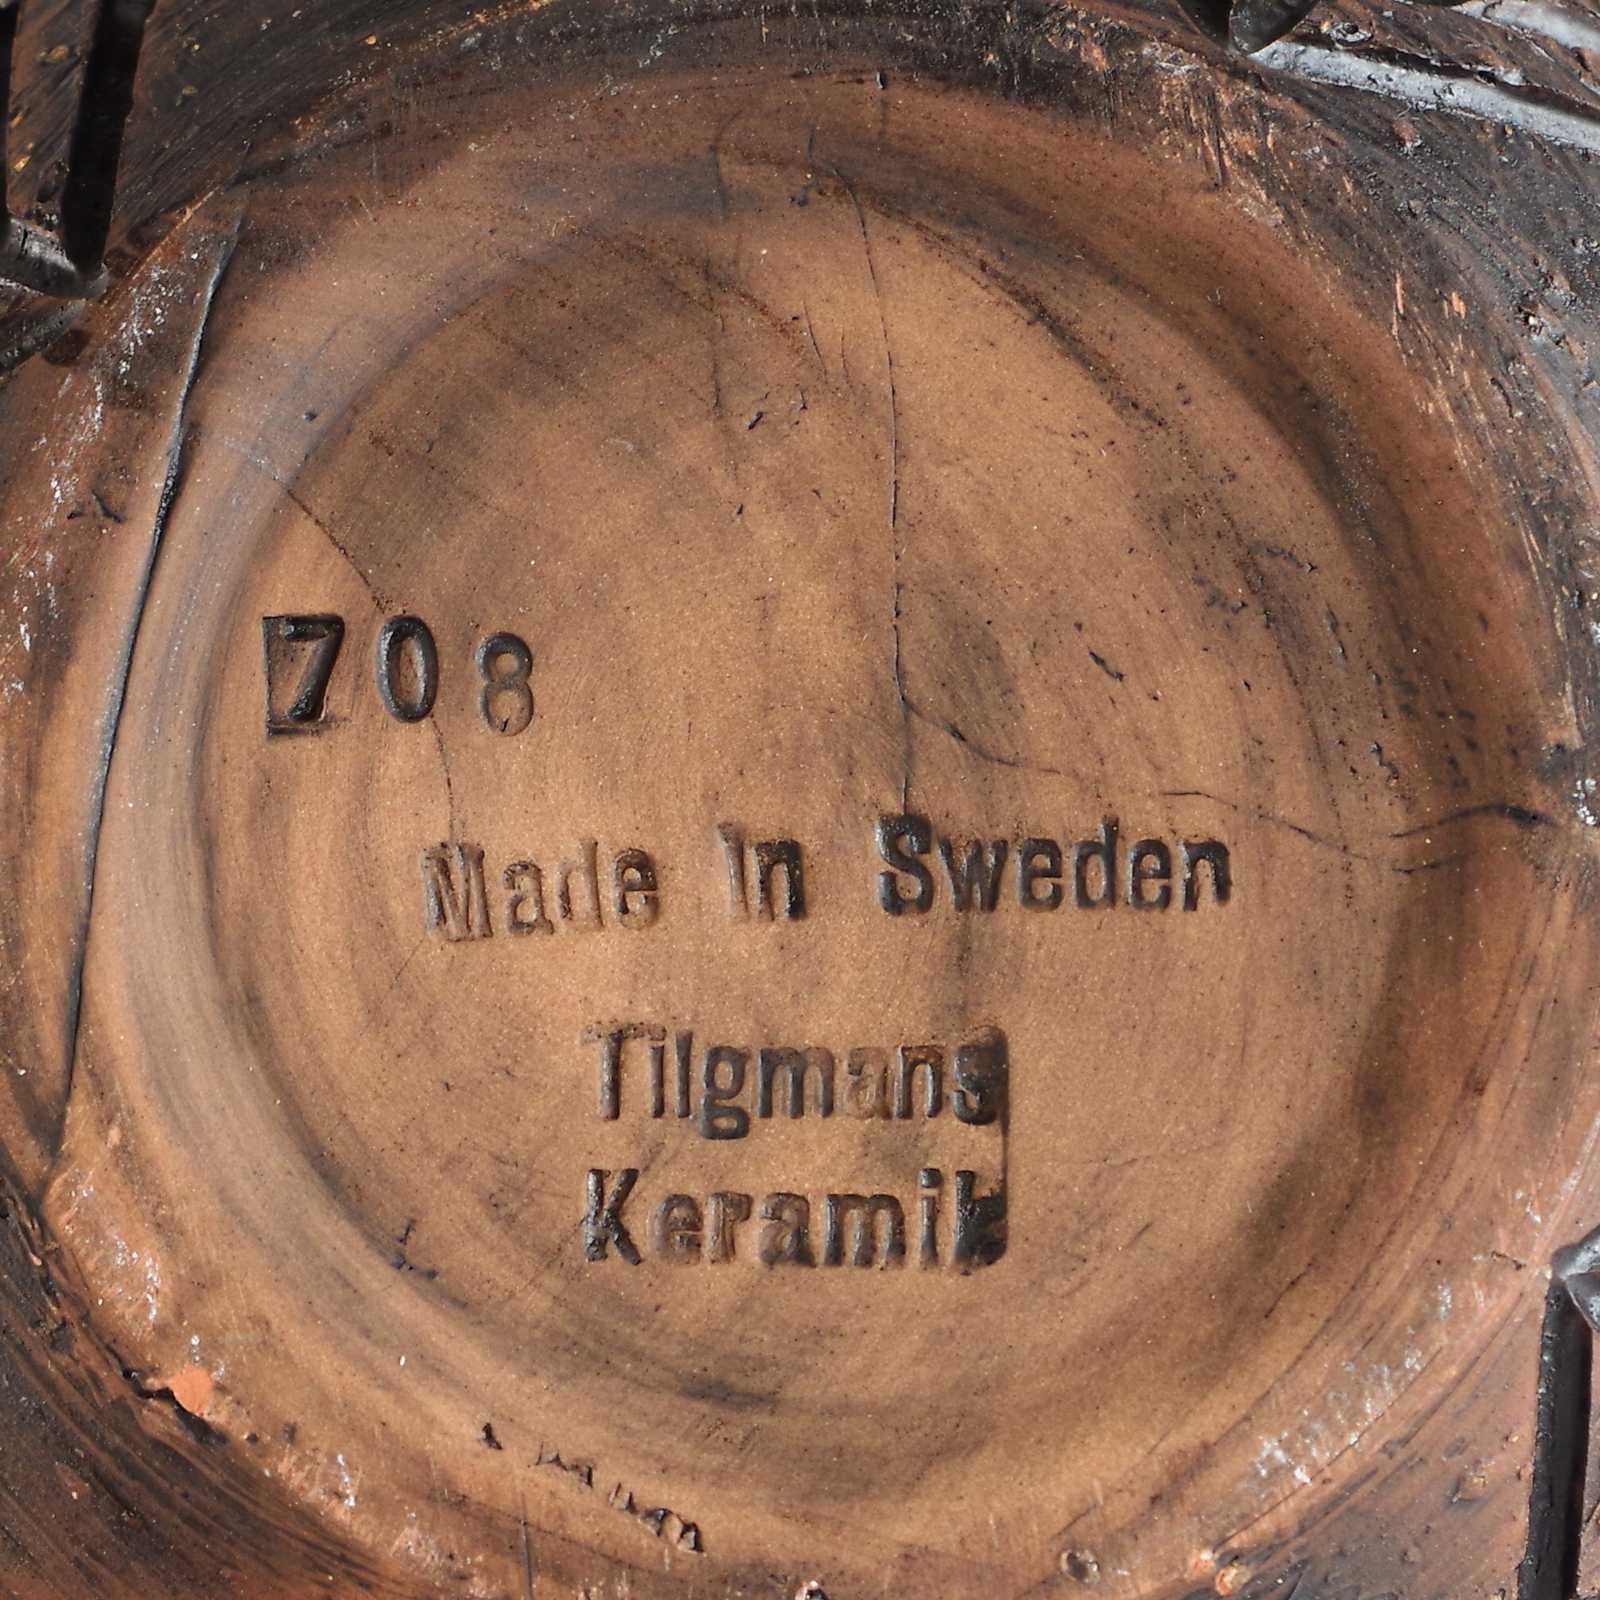 708
Made In Sweden
Tilgmans
Keramik